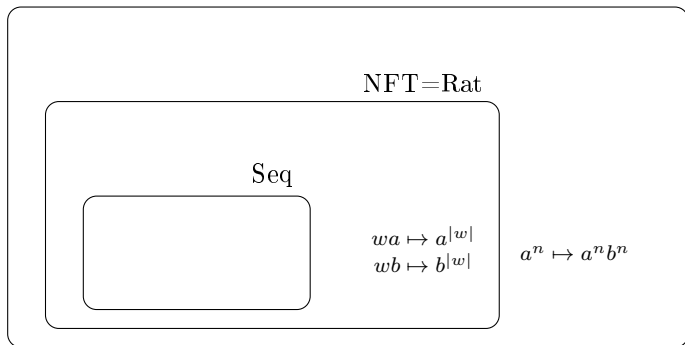 NFT=Rat
Seq
wa ↦ a^{|w|}
wb ↦ b^{|w|}
a^n ↦ a^n b^n